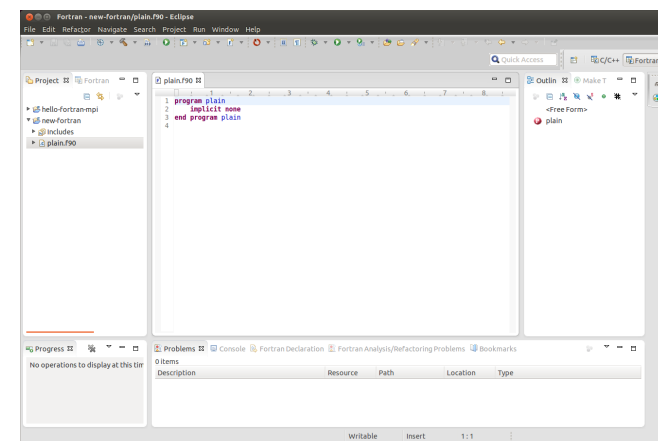 Fortran - new-fortran/plain.f90 - Eclipse
File Edit Refactor Navigate Search Project Run Window Help
Quick Access
C/C++ Fortran
Project Fortran
plain.f90
Outlin Make T
hello-fortran-mpi
new-fortran
Includes
plain.f90
1 program plain
2 implicit none
3 end program plain
4
<Free Form>
plain
Progress
No operations to display at this tim
Problems Console Fortran Declaration Fortran Analysis/Refactoring Problems Bookmarks
0 items
Description Resource Path Location Type
Writable Insert 1 : 1